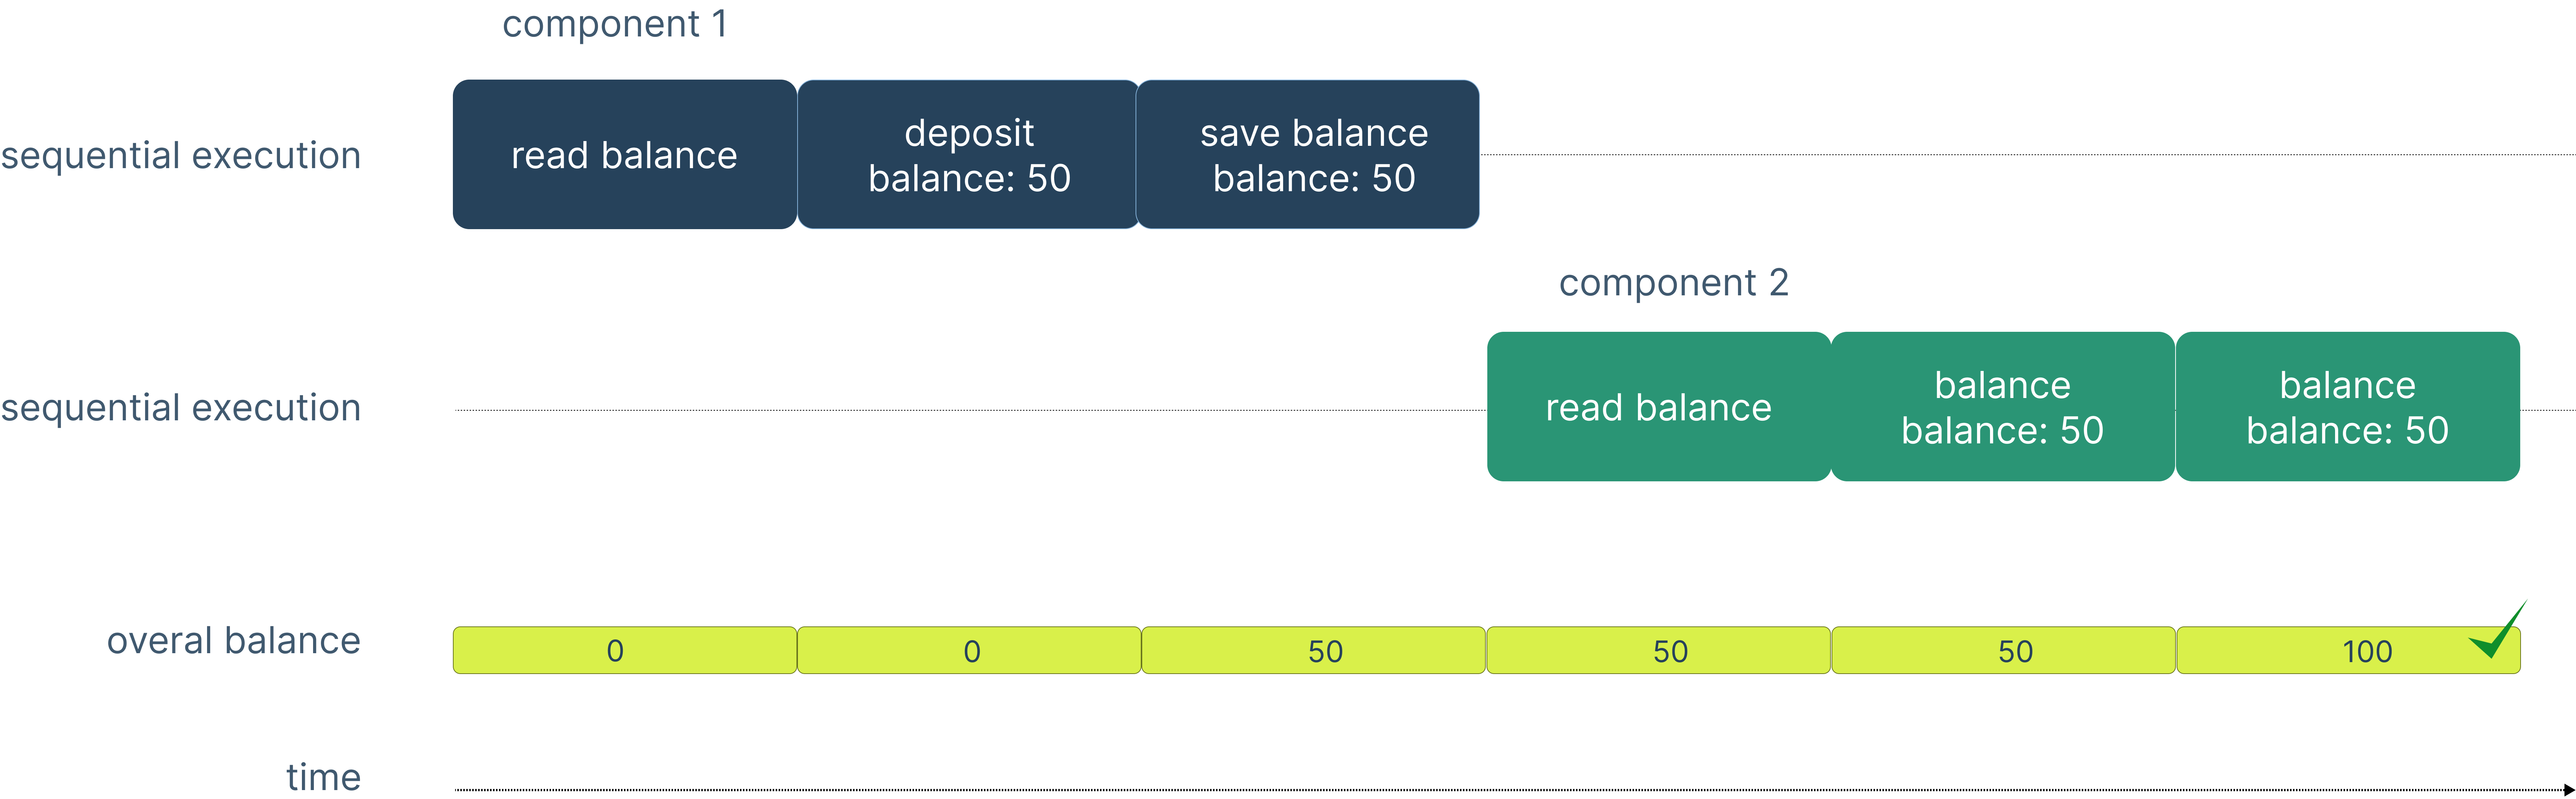 component 1
sequential execution
read balance
deposit
balance: 50
save balance
balance: 50
component 2
sequential execution
read balance
balance
balance: 50
balance
balance: 50
overal balance
0
0
50
50
50
100
time